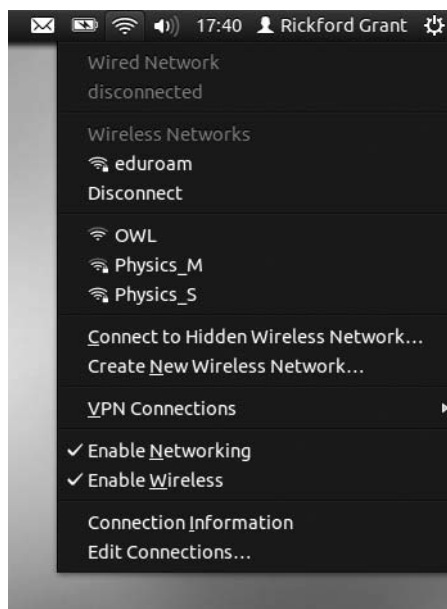 17:40 Rickford Grant
Wired Network
disconnected
Wireless Networks
eduroam
Disconnect
OWL
Physics_M
Physics_S
Connect to Hidden Wireless Network...
Create New Wireless Network...
VPN Connections
Enable Networking
Enable Wireless
Connection Information
Edit Connections...